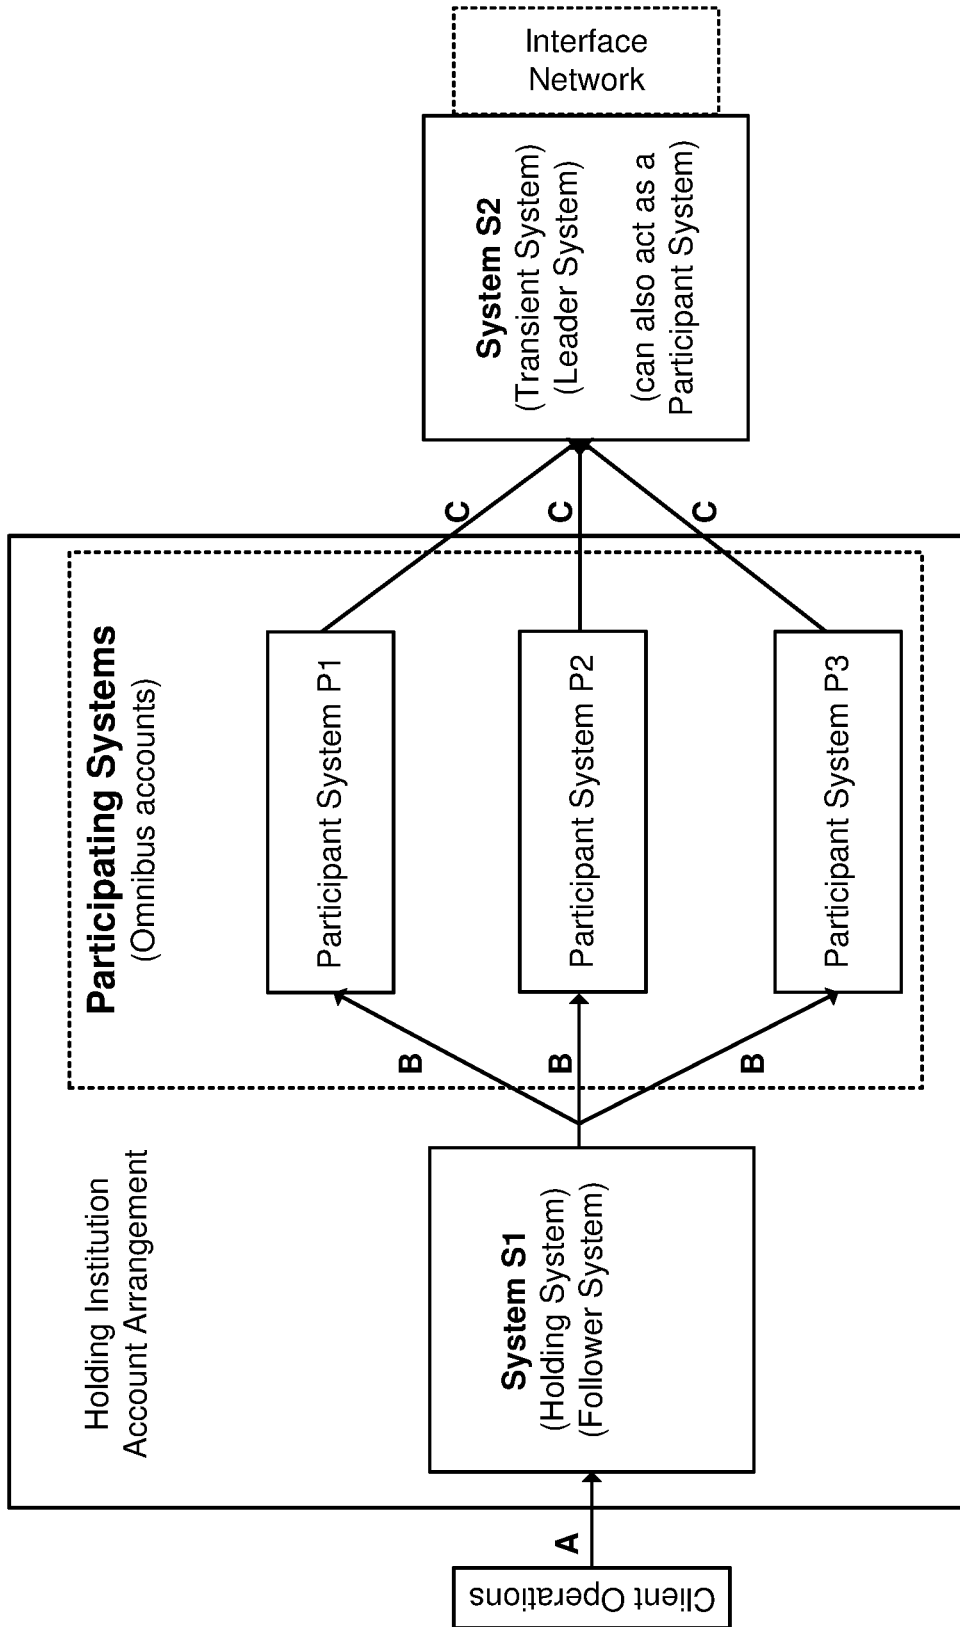 Holding Institution
Account Arrangement
Participating Systems
(Omnibus accounts)
Client Operations
A
System S1
(Holding System)
(Follower System)
B
B
B
Participant System P1
Participant System P2
Participant System P3
C
C
C
System S2
(Transient System)
(Leader System)
(can also act as a
Participant System)
Interface
Network